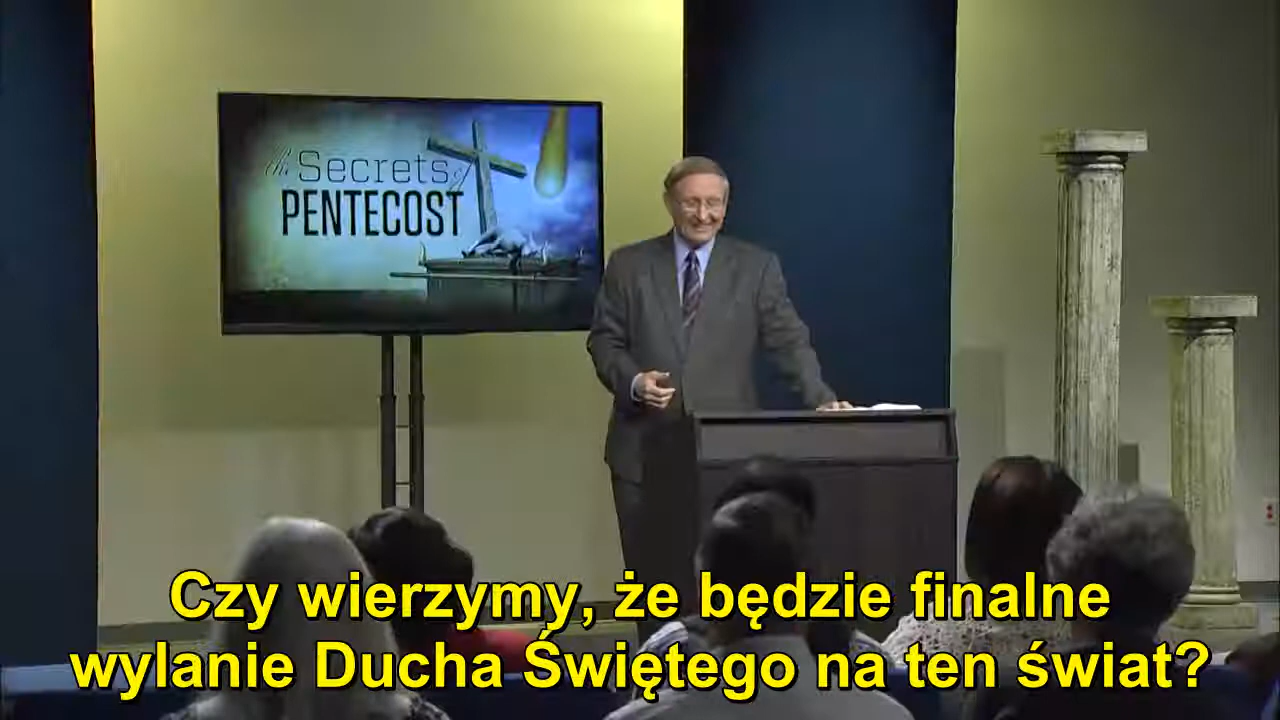 the Secrets of
PENTECOST
Czy wierzymy, że będzie finalne
wylanie Ducha Świętego na ten świat?